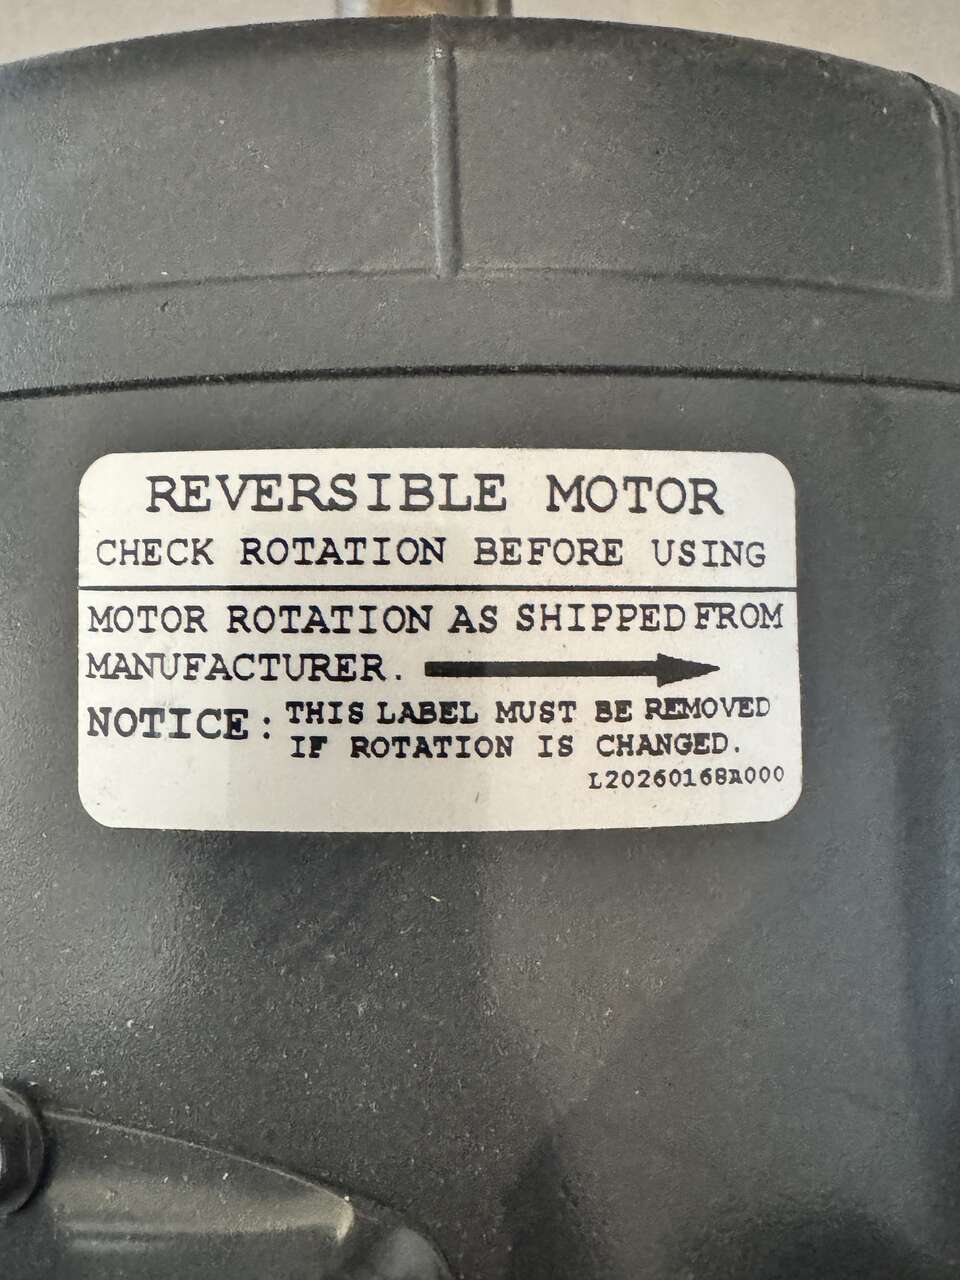 REVERSIBLE MOTOR
CHECK ROTATION BEFORE USING
MOTOR ROTATION AS SHIPPED FROM
MANUFACTURER.
NOTICE: THIS LABEL MUST BE REMOVED
IF ROTATION IS CHANGED.
L20260168A000